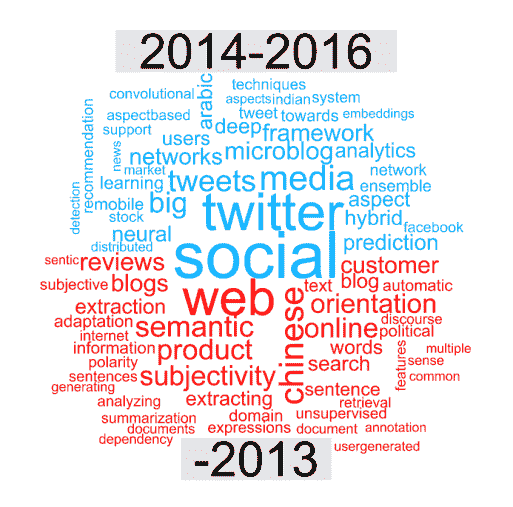 2014-2016
techniques
convolutional arabic aspects indian system
aspectbased tweet towards embeddings
support users deep framework
recommendation news networks microblog analytics
market learning tweets media network
ensemble
detection mobile big twitter aspect
stock hybrid facebook
neural prediction
distributed social
sentic reviews customer
subjective blogs web text blog automatic
extraction chinese orientation
adaptation semantic online discourse
internet political
information product words features multiple
polarity search sense
sentences subjectivity common
generating extracting sentence
analyzing retrieval
summarization domain unsupervised
documents expressions document annotation
dependency usergenerated
-2013